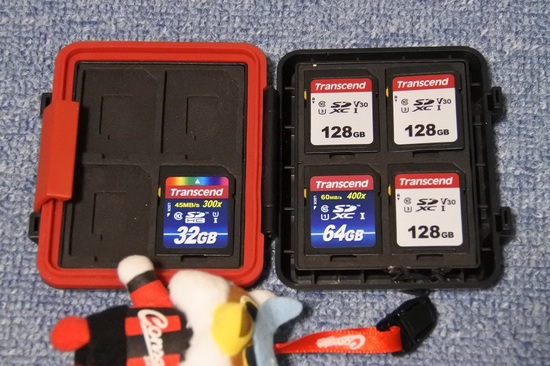 Transcend
SD XC I V30
128GB
Transcend
SD XC I V30
128GB
Transcend
45MB/s 300x
SD HC I
32GB
Transcend
60MB/s 400x
SD XC I
64GB
Transcend
SD XC I V30
128GB